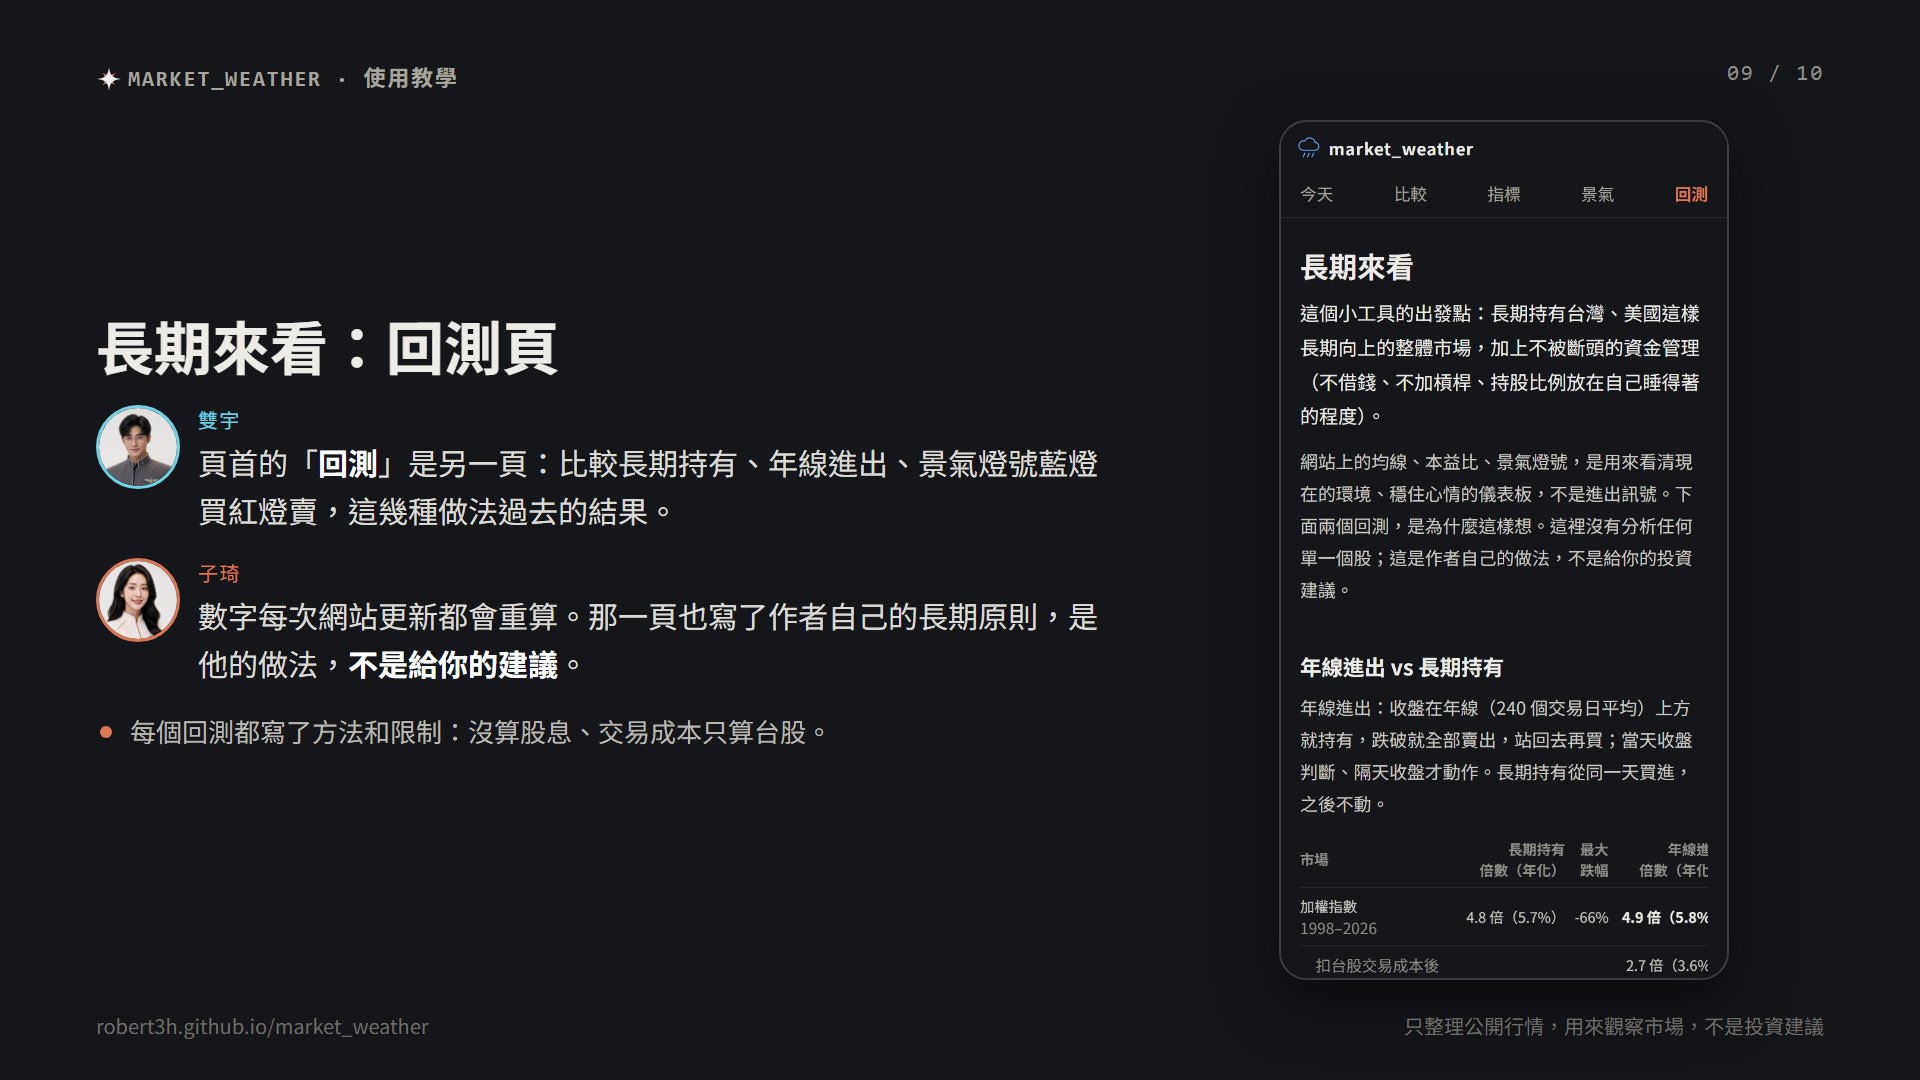 MARKET_WEATHER · 使用教學
09 / 10
長期來看：回測頁
雙宇
頁首的「回測」是另一頁：比較長期持有、年線進出、景氣燈號藍燈
買紅燈賣，這幾種做法過去的結果。
子琦
數字每次網站更新都會重算。那一頁也寫了作者自己的長期原則，是
他的做法，不是給你的建議。
每個回測都寫了方法和限制：沒算股息、交易成本只算台股。
market_weather
今天 比較 指標 景氣 回測
長期來看
這個小工具的出發點：長期持有台灣、美國這樣
長期向上的整體市場，加上不被斷頭的資金管理
（不借錢、不加槓桿、持股比例放在自己睡得著
的程度）。
網站上的均線、本益比、景氣燈號，是用來看清現
在的環境、穩住心情的儀表板，不是進出訊號。下
面兩個回測，是為什麼這樣想。這裡沒有分析任何
單一個股；這是作者自己的做法，不是給你的投資
建議。
年線進出 vs 長期持有
年線進出：收盤在年線（240 個交易日平均）上方
就持有，跌破就全部賣出，站回去再買；當天收盤
判斷、隔天收盤才動作。長期持有從同一天買進，
之後不動。
市場 長期持有 倍數（年化） 最大 跌幅 年線進 倍數（年化
加權指數 4.8 倍（5.7%） -66% 4.9 倍（5.8%
1998–2026
扣台股交易成本後 2.7 倍（3.6%
robert3h.github.io/market_weather
只整理公開行情，用來觀察市場，不是投資建議